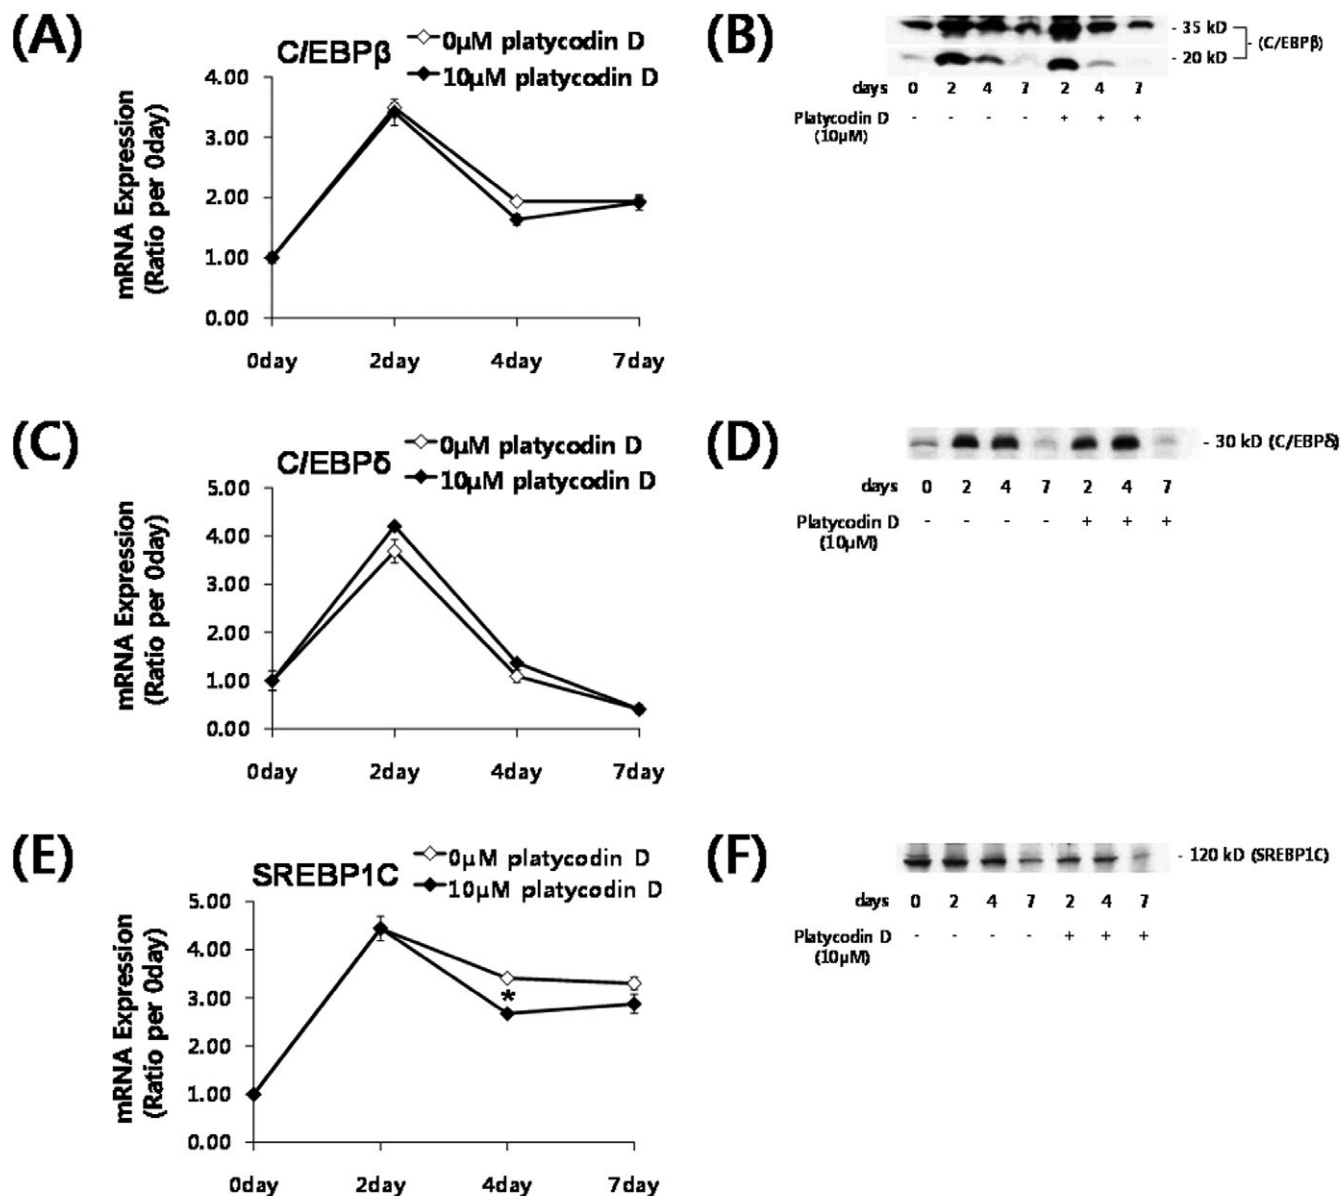 (A)
C/EBPβ
0μM platycodin D
10μM platycodin D
mRNA Expression
(Ratio per 0day)
4.00
3.00
2.00
1.00
0.00
0day 2day 4day 7day
(B)
- 35 kD
- 20 kD
- (C/EBPβ)
days 0 2 4 7 2 4 7
Platycodin D - - - - + + +
(10μM)
(C)
C/EBPδ
0μM platycodin D
10μM platycodin D
mRNA Expression
(Ratio per 0day)
5.00
4.00
3.00
2.00
1.00
0.00
0day 2day 4day 7day
(D)
- 30 kD (C/EBPδ)
days 0 2 4 7 2 4 7
Platycodin D - - - - + + +
(10μM)
(E)
SREBP1C
0μM platycodin D
10μM platycodin D
mRNA Expression
(Ratio per 0day)
5.00
4.00
3.00
2.00
1.00
0.00
*
0day 2day 4day 7day
(F)
- 120 kD (SREBP1C)
days 0 2 4 7 2 4 7
Platycodin D - - - - + + +
(10μM)